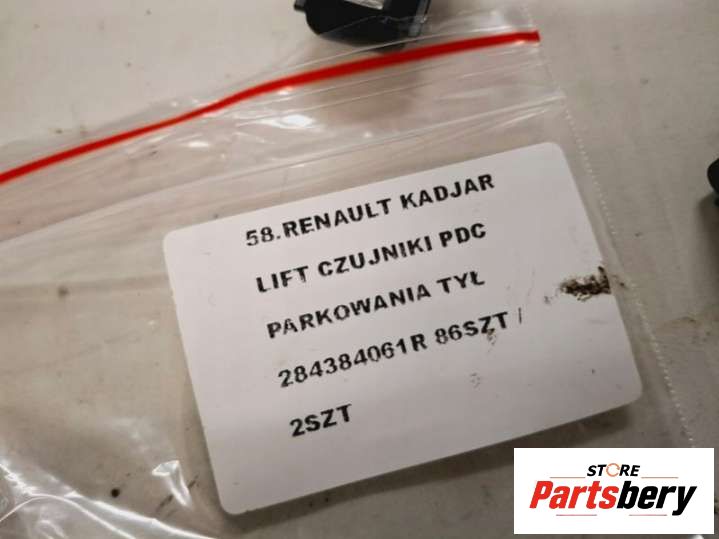 58.RENAULT KADJAR
LIFT CZUJNIKI PDC
PARKOWANIA TYŁ
284384061R 86SZT /
2SZT
STORE
Partsbery